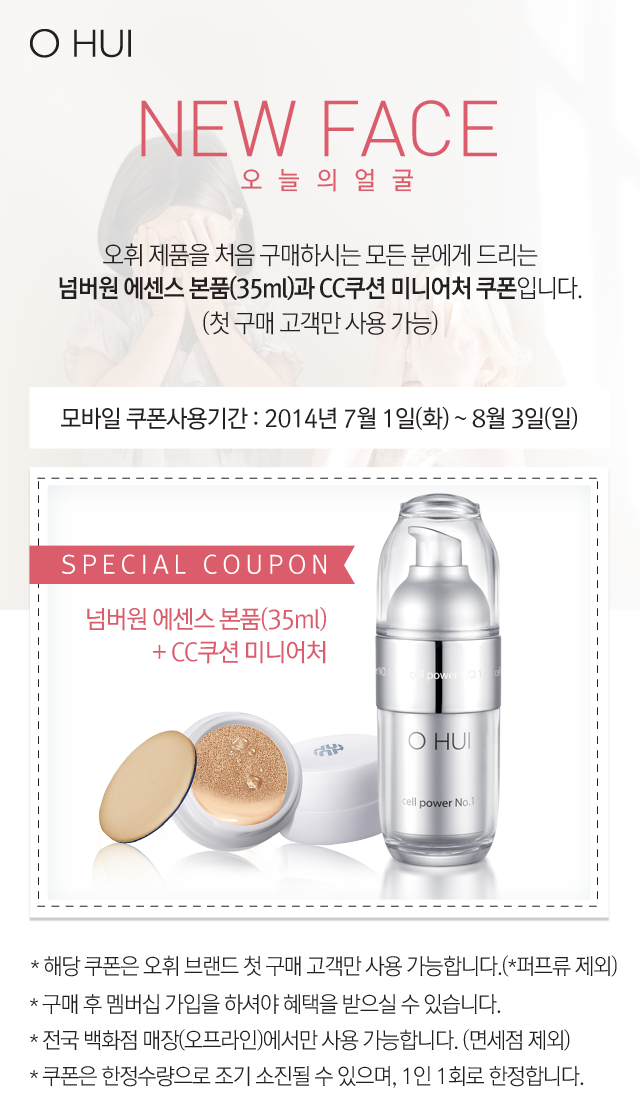 O HUI
NEW FACE
오늘의얼굴
오휘 제품을 처음 구매하시는 모든 분에게 드리는
넘버원 에센스 본품(35ml)과 CC쿠션 미니어처 쿠폰입니다.
(첫 구매 고객만 사용 가능)
모바일 쿠폰사용기간 : 2014년 7월 1일(화) ~ 8월 3일(일)
SPECIAL COUPON
넘버원 에센스 본품(35ml)
+ CC쿠션 미니어처
cell power NO.1
O HUI
cell power No.1
* 해당 쿠폰은 오휘 브랜드 첫 구매 고객만 사용 가능합니다.(*퍼프류 제외)
* 구매 후 멤버십 가입을 하셔야 혜택을 받으실 수 있습니다.
* 전국 백화점 매장(오프라인)에서만 사용 가능합니다. (면세점 제외)
* 쿠폰은 한정수량으로 조기 소진될 수 있으며, 1인 1회로 한정합니다.